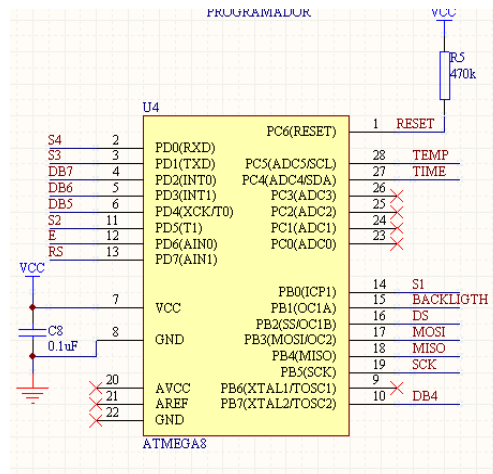 PROGRAMADOR
VCC
R5
470k
U4
PC6(RESET) 1 RESET
S4 2 PD0(RXD)
S3 3 PD1(TXD) PC5(ADC5/SCL) 28 TEMP
DB7 4 PD2(INT0) PC4(ADC4/SDA) 27 TIME
DB6 5 PD3(INT1) PC3(ADC3) 26
DB5 6 PD4(XCK/T0) PC2(ADC2) 25
S2 11 PD5(T1) PC1(ADC1) 24
E 12 PD6(AIN0) PC0(ADC0) 23
RS 13 PD7(AIN1)
VCC
PB0(ICP1) 14 S1
7 VCC PB1(OC1A) 15 BACKLIGTH
PB2(SS/OC1B) 16 DS
C8 8 GND PB3(MOSI/OC2) 17 MOSI
0.1uF PB4(MISO) 18 MISO
PB5(SCK) 19 SCK
20 AVCC PB6(XTAL1/TOSC1) 9
21 AREF PB7(XTAL2/TOSC2) 10 DB4
22 GND
ATMEGA8